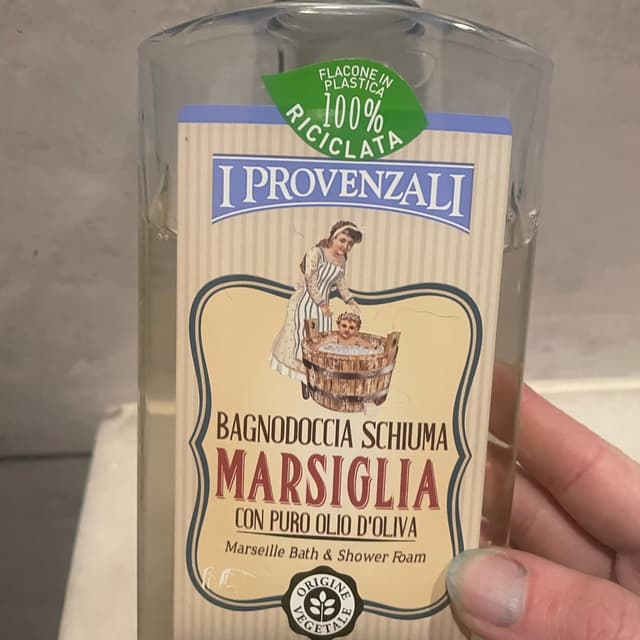 FLACONE IN
PLASTICA
100%
RICICLATA
I PROVENZALI
BAGNODOCCIA SCHIUMA
MARSIGLIA
CON PURO OLIO D'OLIVA
Marseille Bath & Shower Foam
ORIGINE
VEGETALE